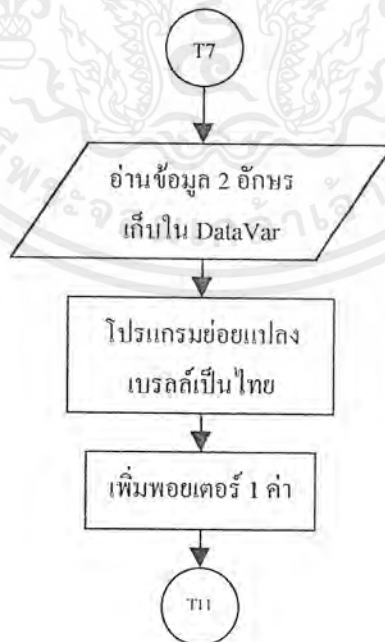 T7
อ่านข้อมูล 2 อักษร
เก็บใน DataVar
โปรแกรมย่อยแปลง
เบรลล์เป็นไทย
เพิ่มพอยเตอร์ 1 ค่า
T11